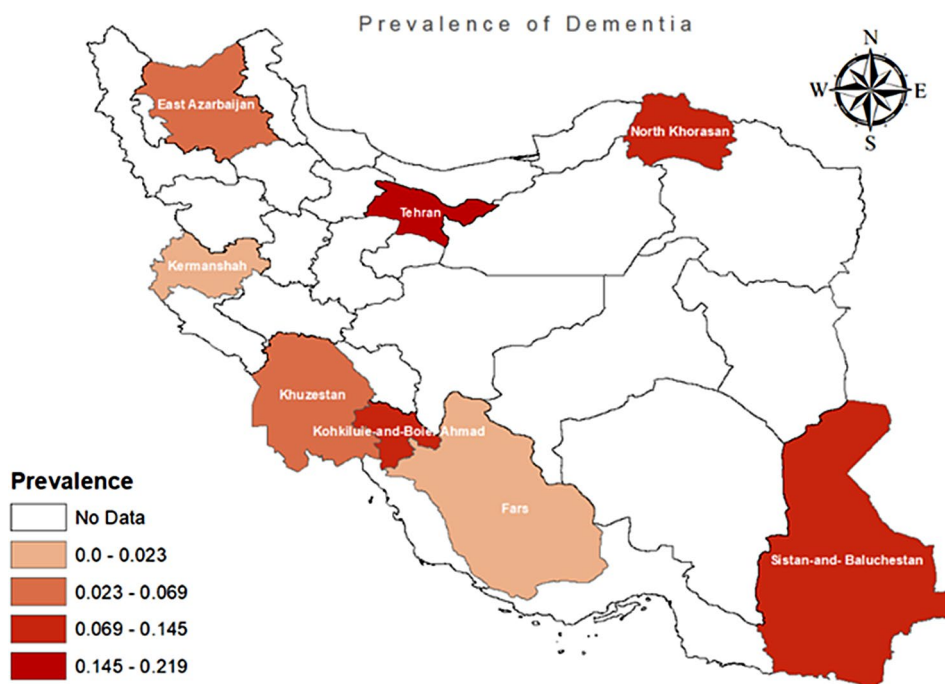 Prevalence of Dementia
N
W E
S
East Azarbaijan
North Khorasan
Tehran
Kermanshah
Khuzestan
Kohkiluie-and-Boier Ahmad
Fars
Sistan-and- Baluchestan
Prevalence
No Data
0.0 - 0.023
0.023 - 0.069
0.069 - 0.145
0.145 - 0.219